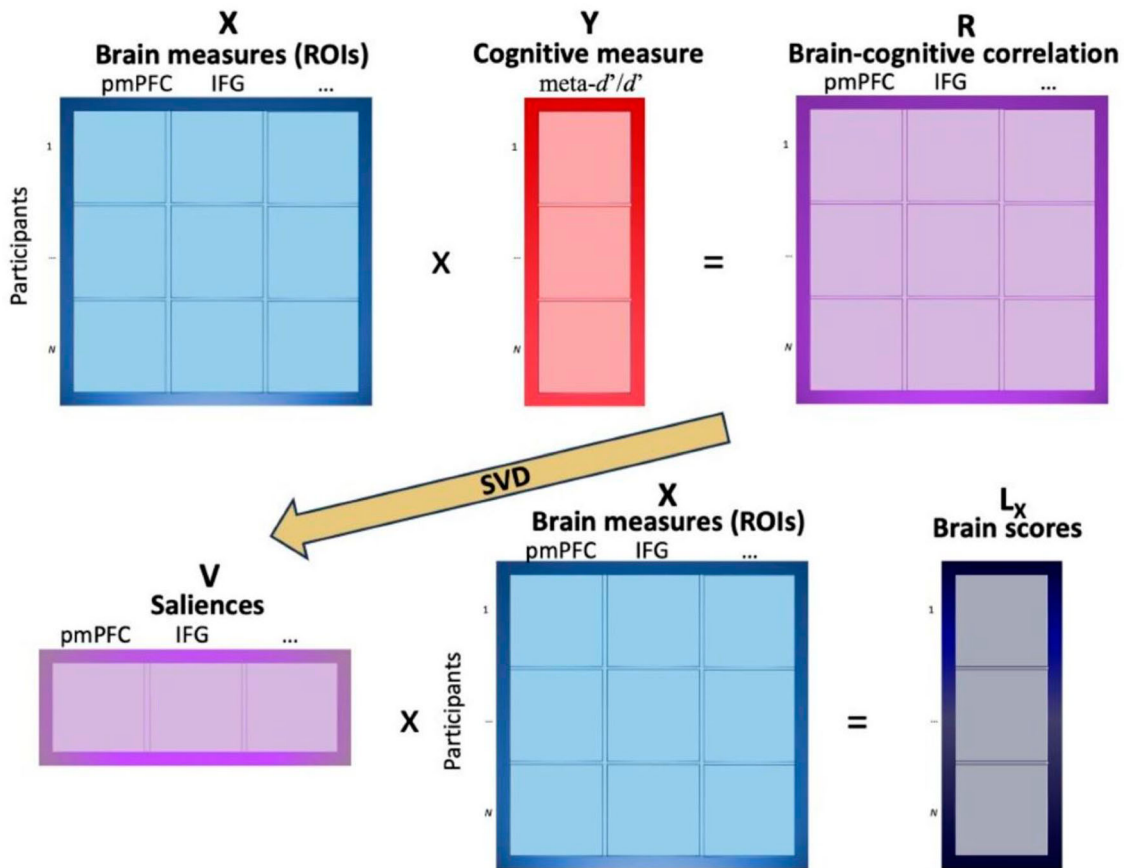 X
Brain measures (ROIs)
pmPFC IFG ...
Participants
1
...
N
X
Y
Cognitive measure
meta-d’/d’
1
...
N
=
R
Brain-cognitive correlation
pmPFC IFG ...
1
...
N
SVD
V
Saliences
pmPFC IFG ...
X
X
Brain measures (ROIs)
pmPFC IFG ...
Participants
1
...
N
=
LX
Brain scores
1
...
N